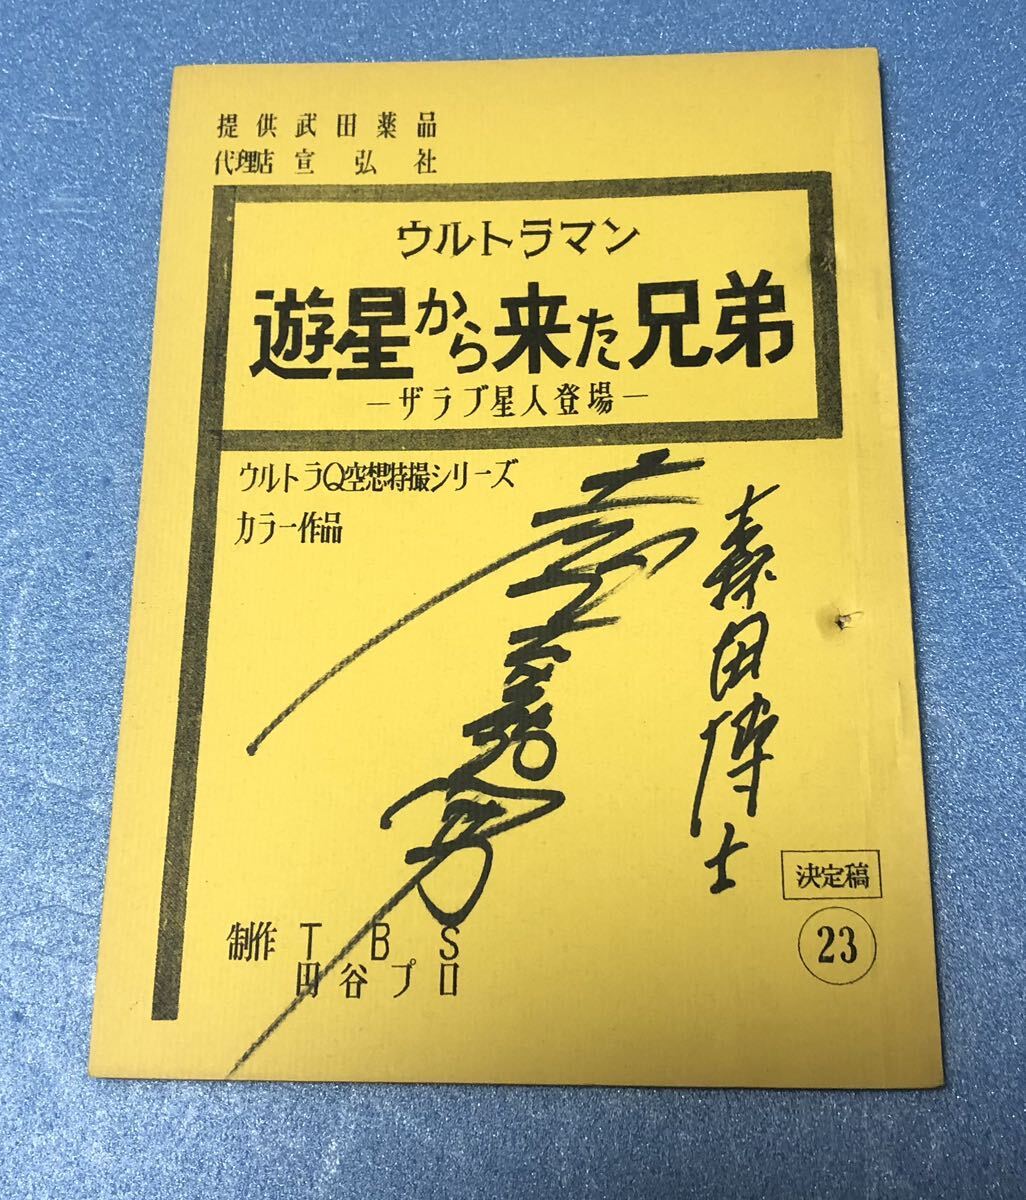 提供武田薬品
代理店宣弘社
ウルトラマン
遊星から来た兄弟
―ザラブ星人登場―
ウルトラQ空想特撮シリーズ
カラー作品
森田博士
決定稿
23
制作TBS
円谷プロ